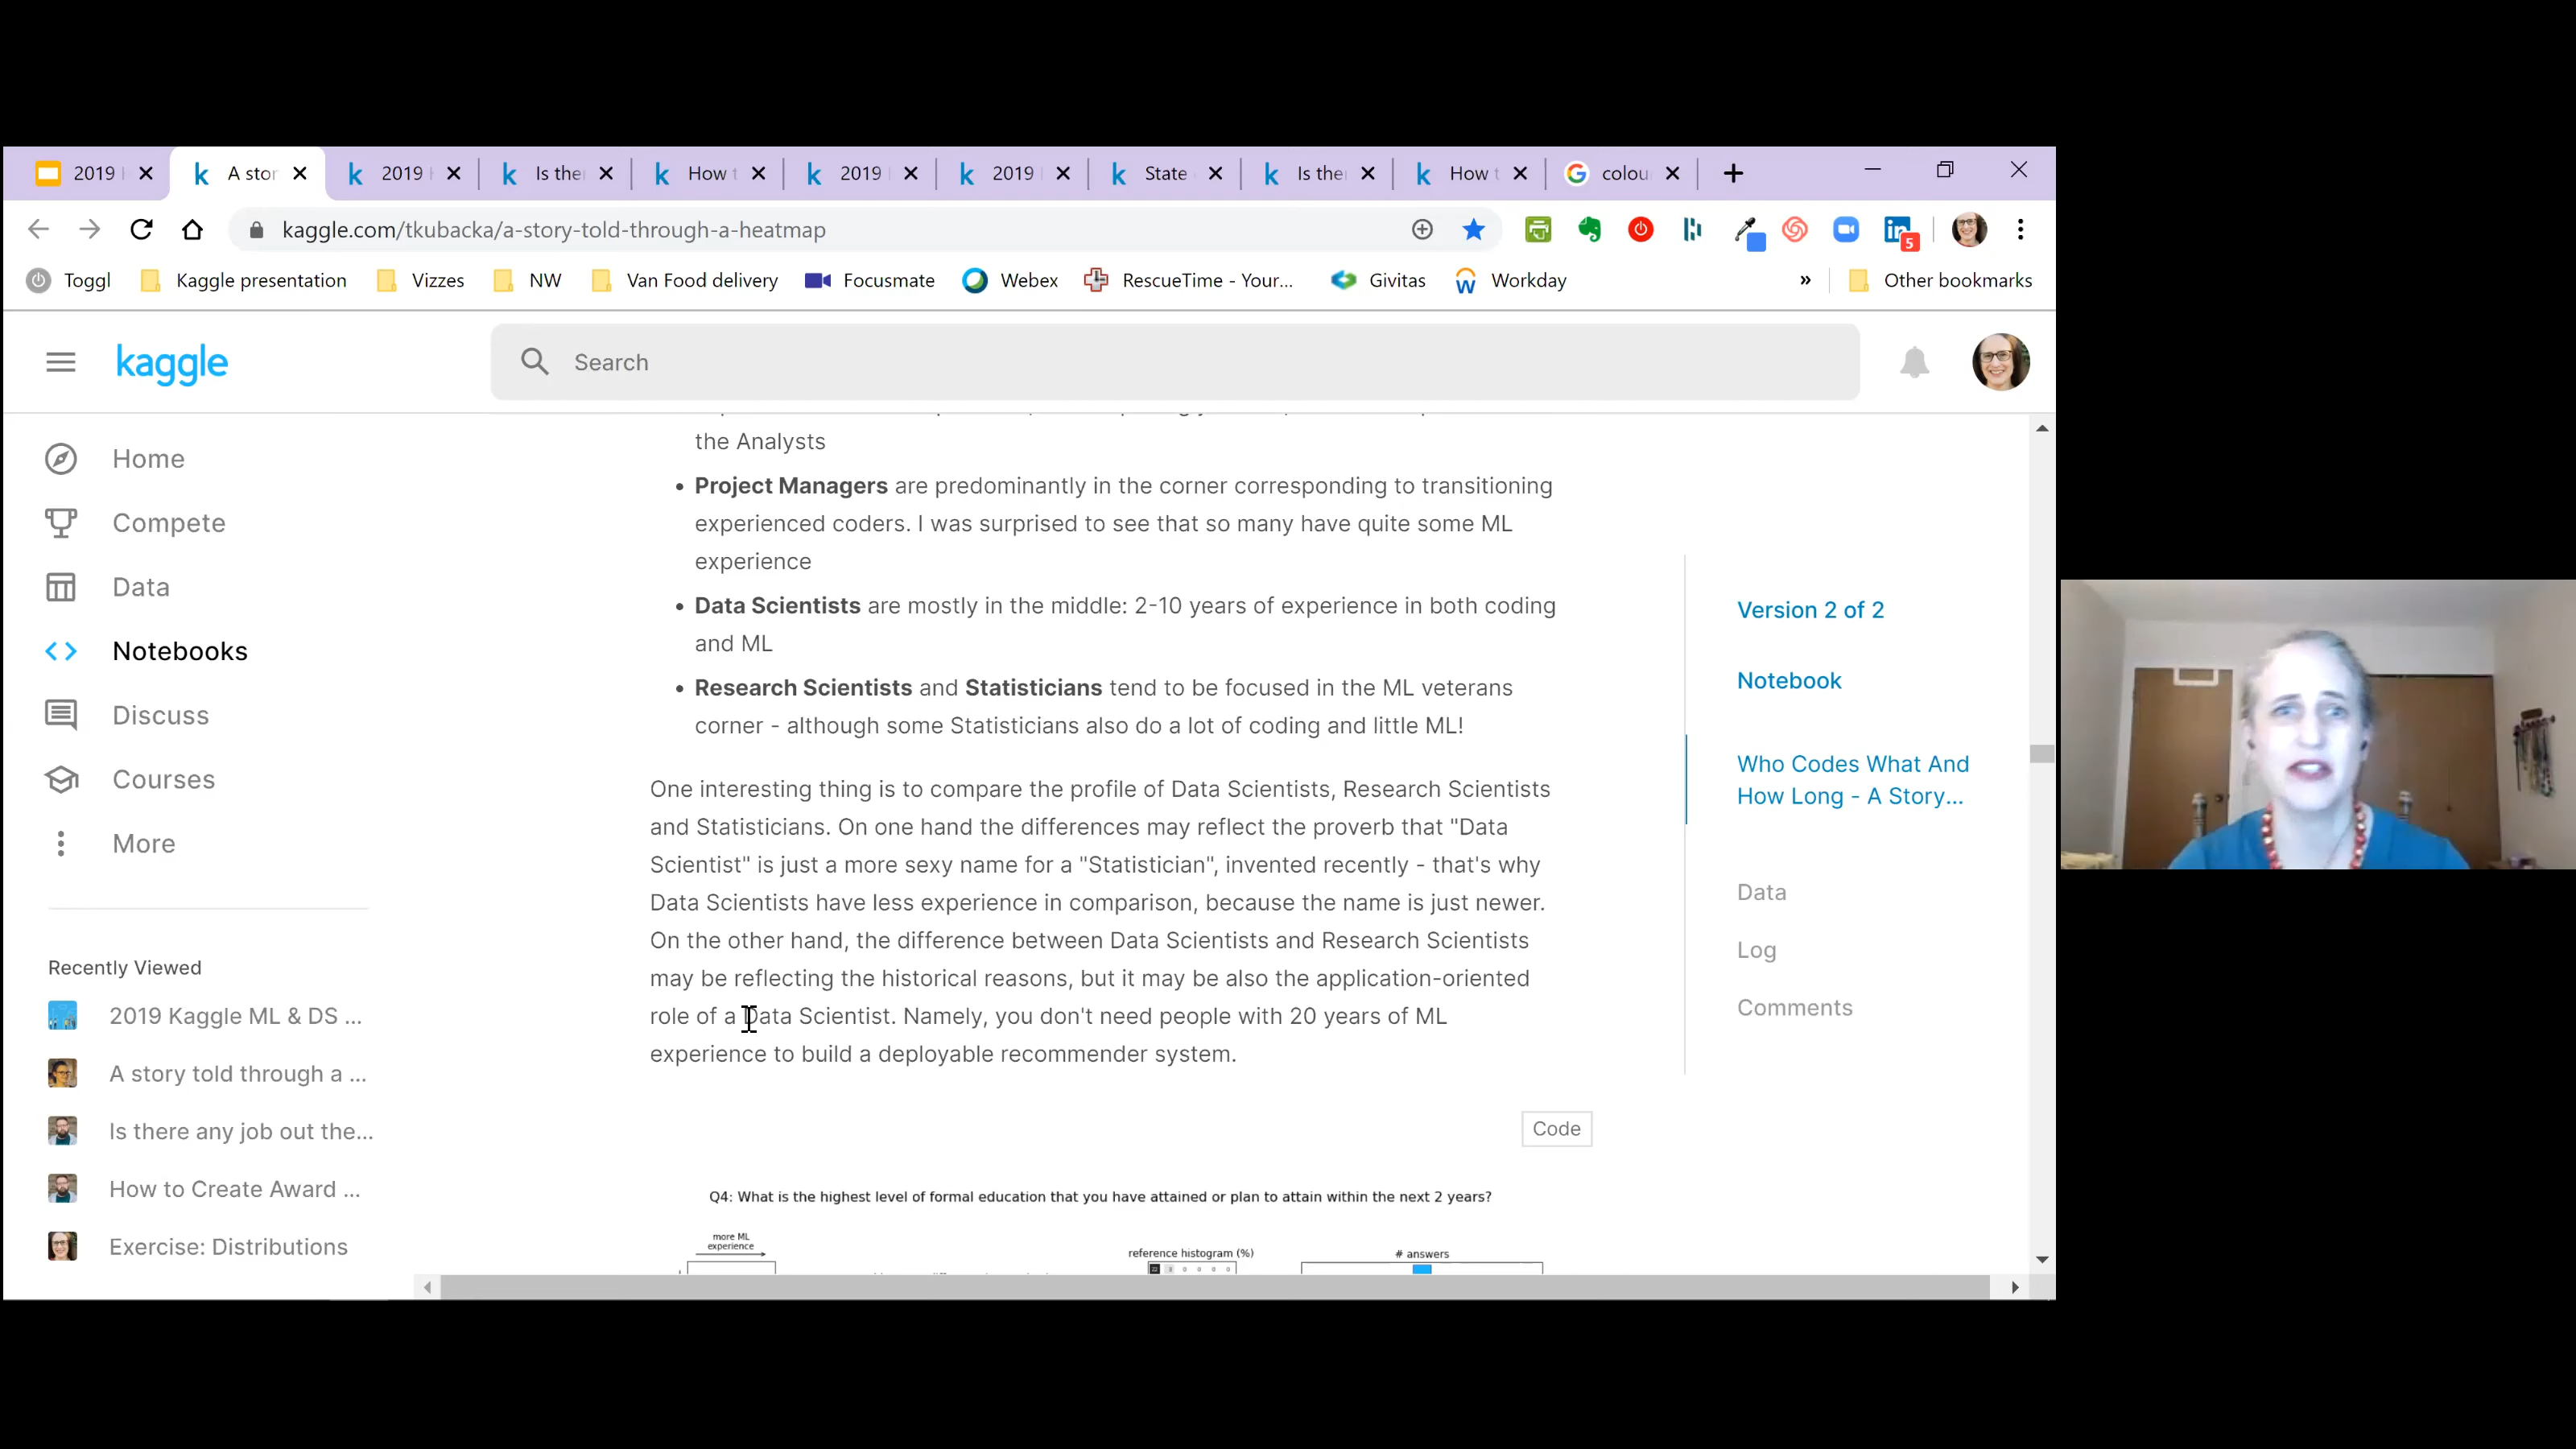 2019
A stor
2019
Is the
How t
2019
2019
State
Is the
How t
colou
kaggle.com/tkubacka/a-story-told-through-a-heatmap
5
Toggl
Kaggle presentation
Vizzes
NW
Van Food delivery
Focusmate
Webex
RescueTime - Your...
Givitas
Workday
»
Other bookmarks
kaggle
Search
Home
Compete
Data
Notebooks
Discuss
Courses
More
Recently Viewed
2019 Kaggle ML & DS ...
A story told through a ...
Is there any job out the...
How to Create Award ...
Exercise: Distributions
the Analysts
• Project Managers are predominantly in the corner corresponding to transitioning
experienced coders. I was surprised to see that so many have quite some ML
experience
• Data Scientists are mostly in the middle: 2-10 years of experience in both coding
and ML
• Research Scientists and Statisticians tend to be focused in the ML veterans
corner - although some Statisticians also do a lot of coding and little ML!
One interesting thing is to compare the profile of Data Scientists, Research Scientists
and Statisticians. On one hand the differences may reflect the proverb that "Data
Scientist" is just a more sexy name for a "Statistician", invented recently - that's why
Data Scientists have less experience in comparison, because the name is just newer.
On the other hand, the difference between Data Scientists and Research Scientists
may be reflecting the historical reasons, but it may be also the application-oriented
role of a Data Scientist. Namely, you don't need people with 20 years of ML
experience to build a deployable recommender system.
Code
Q4: What is the highest level of formal education that you have attained or plan to attain within the next 2 years?
more ML
experience
reference histogram (%)
# answers
Version 2 of 2
Notebook
Who Codes What And
How Long - A Story...
Data
Log
Comments